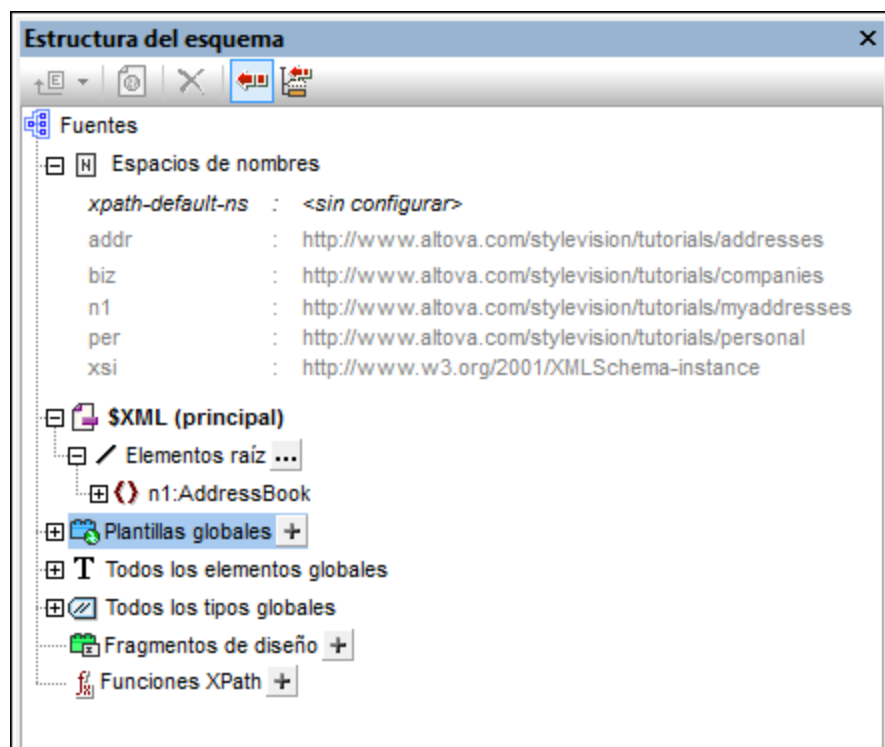 Estructura del esquema
Fuentes
Espacios de nombres
xpath-default-ns : <sin configurar>
addr : http://www.altova.com/stylevision/tutorials/addresses
biz : http://www.altova.com/stylevision/tutorials/companies
n1 : http://www.altova.com/stylevision/tutorials/myaddresses
per : http://www.altova.com/stylevision/tutorials/personal
xsi : http://www.w3.org/2001/XMLSchema-instance
$XML (principal)
Elementos raíz ...
n1:AddressBook
Plantillas globales
Todos los elementos globales
Todos los tipos globales
Fragmentos de diseño
Funciones XPath